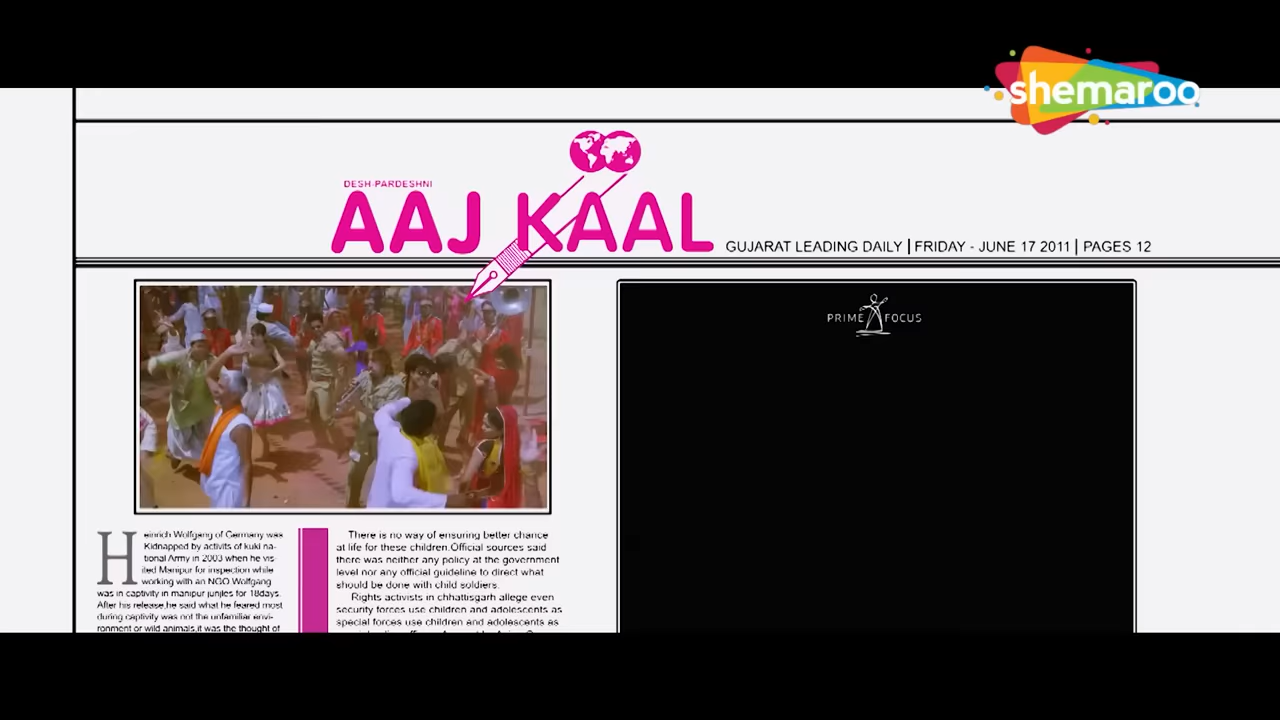 shemaroo
DESH-PARDESHNI
AAJ KAAL
GUJARAT LEADING DAILY | FRIDAY - JUNE 17 2011 | PAGES 12
PRIME FOCUS
Heinrich Wolfgang of Germany was
Kidnapped by activits of kuki na-
tional Army in 2003 when he vis-
ited Manipur for inspection while
working with an NGO Wolfgang
was in captivity in manipur junjles for 18days.
After his release,he said what he feared most
during captivity was not the unfamiliar envi-
ronment or wild animals,it was the thought of
There is no way of ensuring better chance
at life for these children.Official sources said
there was neither any policy at the government
level nor any official guideline to direct what
should be done with child soldiers.
Rights activists in chhattisgarh allege even
security forces use children and adolescents as
special forces use children and adolescents as